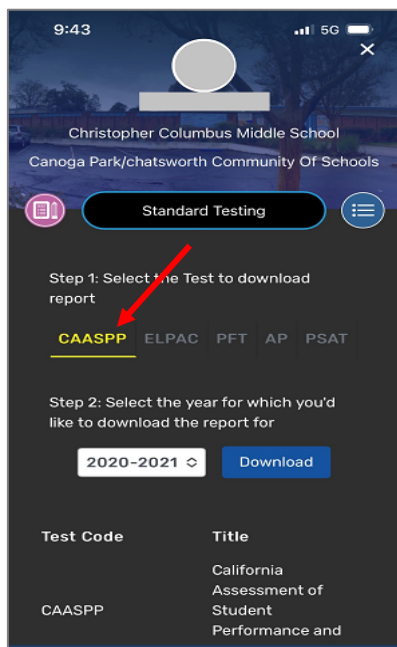 9:43
5G
×
Christopher Columbus Middle School
Canoga Park/chatsworth Community Of Schools
Standard Testing
Step 1: Select the Test to download
report
CAASPP ELPAC PFT AP PSAT
Step 2: Select the year for which you'd
like to download the report for
2020-2021 Download
Test Code Title
California
Assessment of
CAASPP Student
Performance and